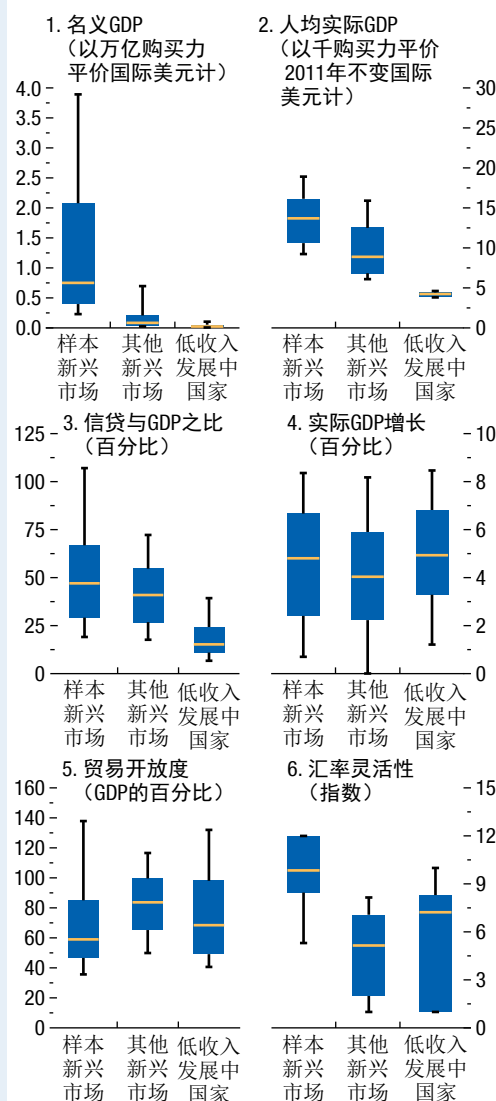 1. 名义GDP
（以万亿购买力
平价国际美元计）
4.0
3.5
3.0
2.5
2.0
1.5
1.0
0.5
0.0
样本 其他 低收入
新兴 新兴 发展中
市场 市场 国家
2. 人均实际GDP
（以千购买力平价
2011年不变国际
美元计）
30
25
20
15
10
5
0
样本 其他 低收入
新兴 新兴 发展中
市场 市场 国家
3. 信贷与GDP之比
（百分比）
125
100
75
50
25
0
样本 其他 低收入
新兴 新兴 发展中
市场 市场 国家
4. 实际GDP增长
（百分比）
10
8
6
4
2
0
样本 其他 低收入
新兴 新兴 发展中
市场 市场 国家
5. 贸易开放度
（GDP的百分比）
160
140
120
100
80
60
40
20
0
样本 其他 低收入
新兴 新兴 发展中
市场 市场 国家
6. 汇率灵活性
（指数）
15
12
9
6
3
0
样本 其他 低收入
新兴 新兴 发展中
市场 市场 国家